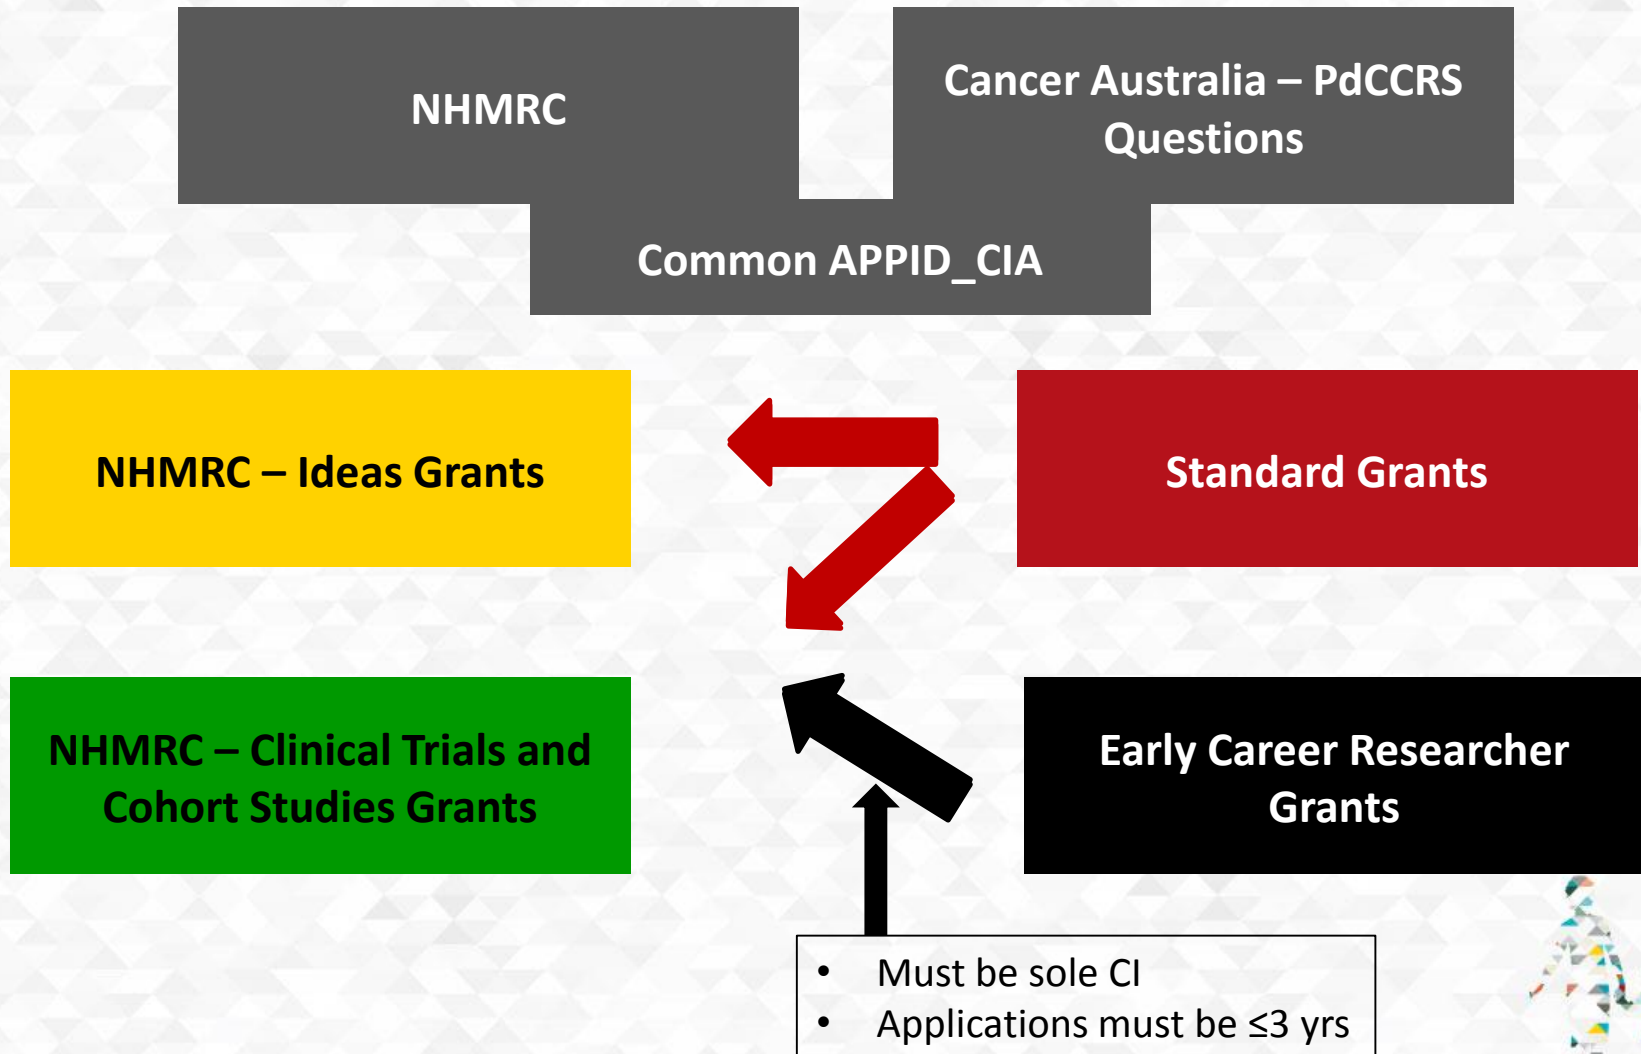 NHMRC
Cancer Australia – PdCCRS
Questions
Common APPID_CIA
NHMRC – Ideas Grants
Standard Grants
NHMRC – Clinical Trials and
Cohort Studies Grants
Early Career Researcher
Grants
• Must be sole CI
• Applications must be ≤3 yrs